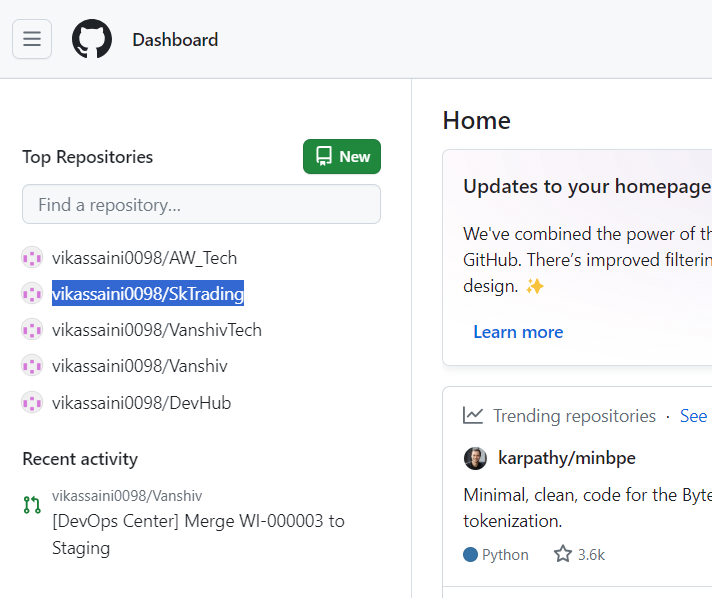 Dashboard
Top Repositories
New
Find a repository…
vikassaini0098/AW_Tech
vikassaini0098/SkTrading
vikassaini0098/VanshivTech
vikassaini0098/Vanshiv
vikassaini0098/DevHub
Recent activity
vikassaini0098/Vanshiv
[DevOps Center] Merge WI-000003 to
Staging
Home
Updates to your homepage
We've combined the power of
GitHub. There's improved
design. ✨
Learn more
Trending repositories · See
karpathy/minbpe
Minimal, clean, code for the
tokenization.
Python
3.6k